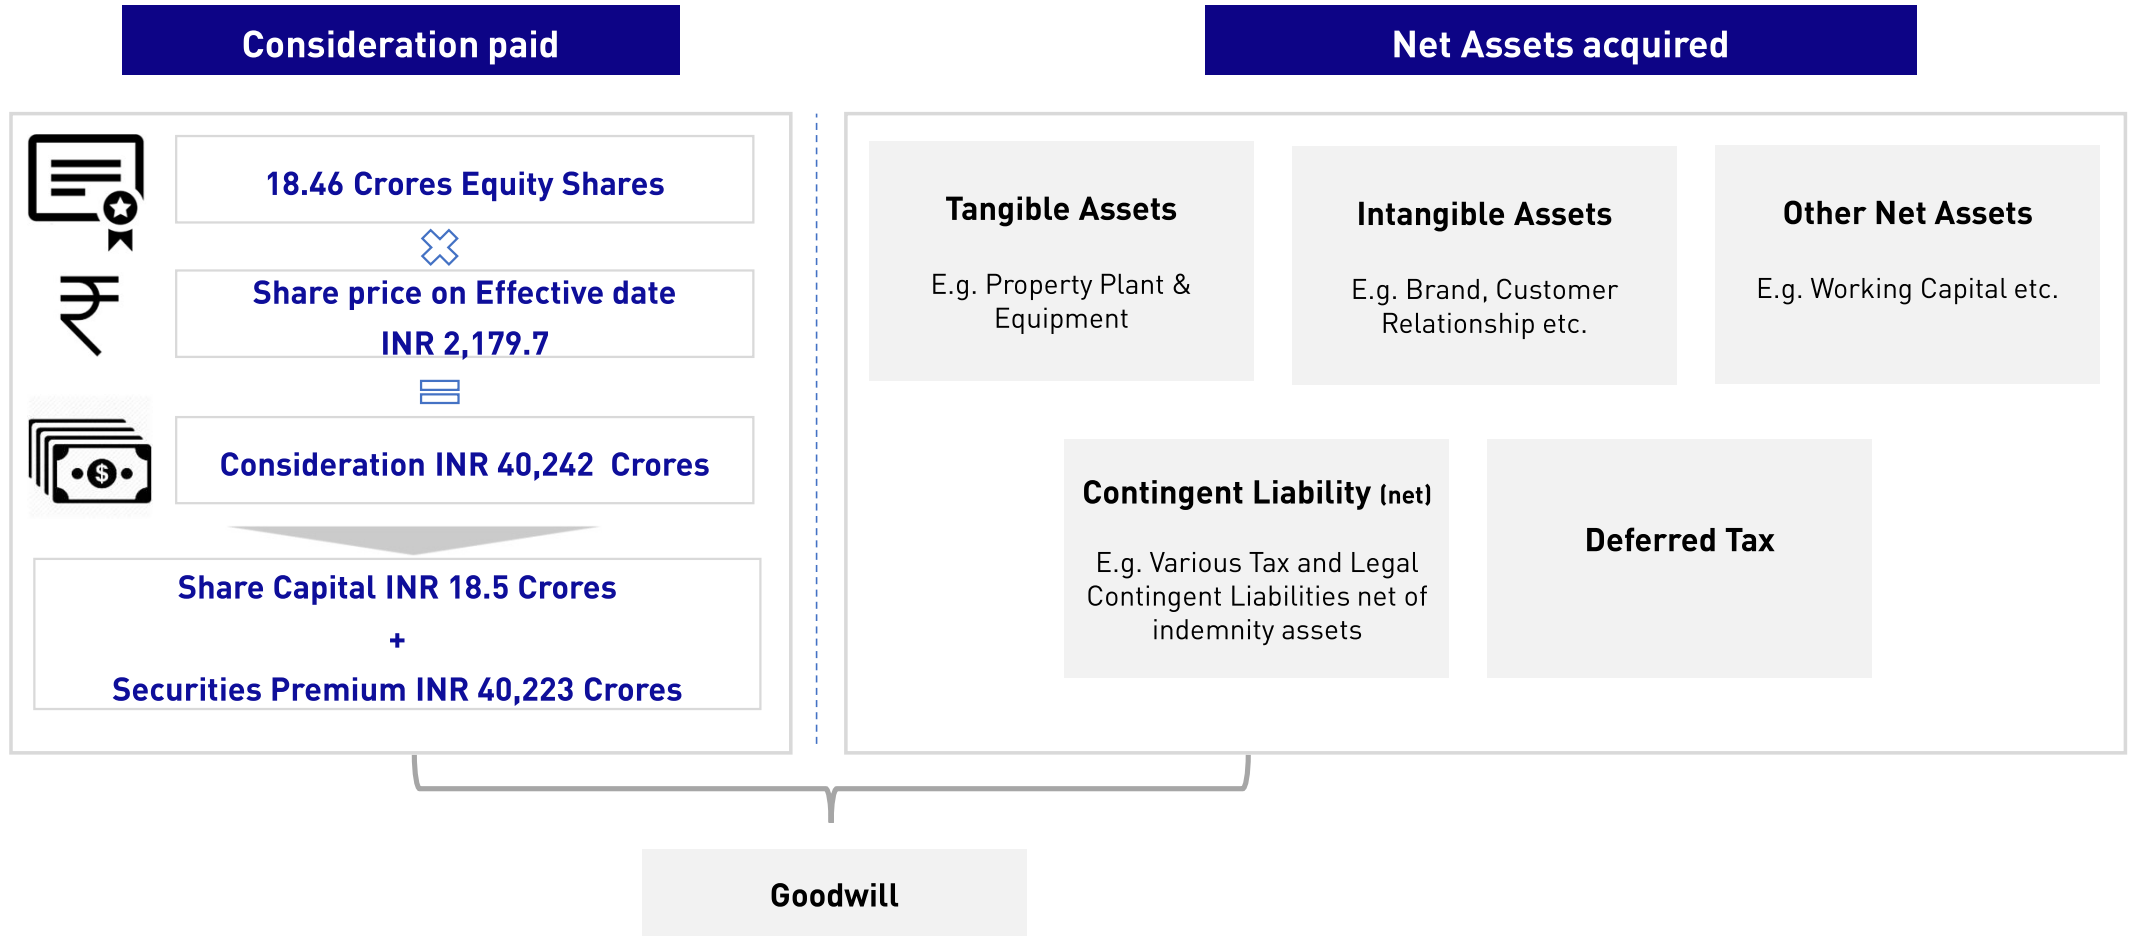 Consideration paid
18.46 Crores Equity Shares
Share price on Effective date
INR 2,179.7
Consideration INR 40,242 Crores
Share Capital INR 18.5 Crores
+
Securities Premium INR 40,223 Crores
Net Assets acquired
Tangible Assets
E.g. Property Plant &
Equipment
Intangible Assets
E.g. Brand, Customer
Relationship etc.
Other Net Assets
E.g. Working Capital etc.
Contingent Liability (net)
E.g. Various Tax and Legal
Contingent Liabilities net of
indemnity assets
Deferred Tax
Goodwill